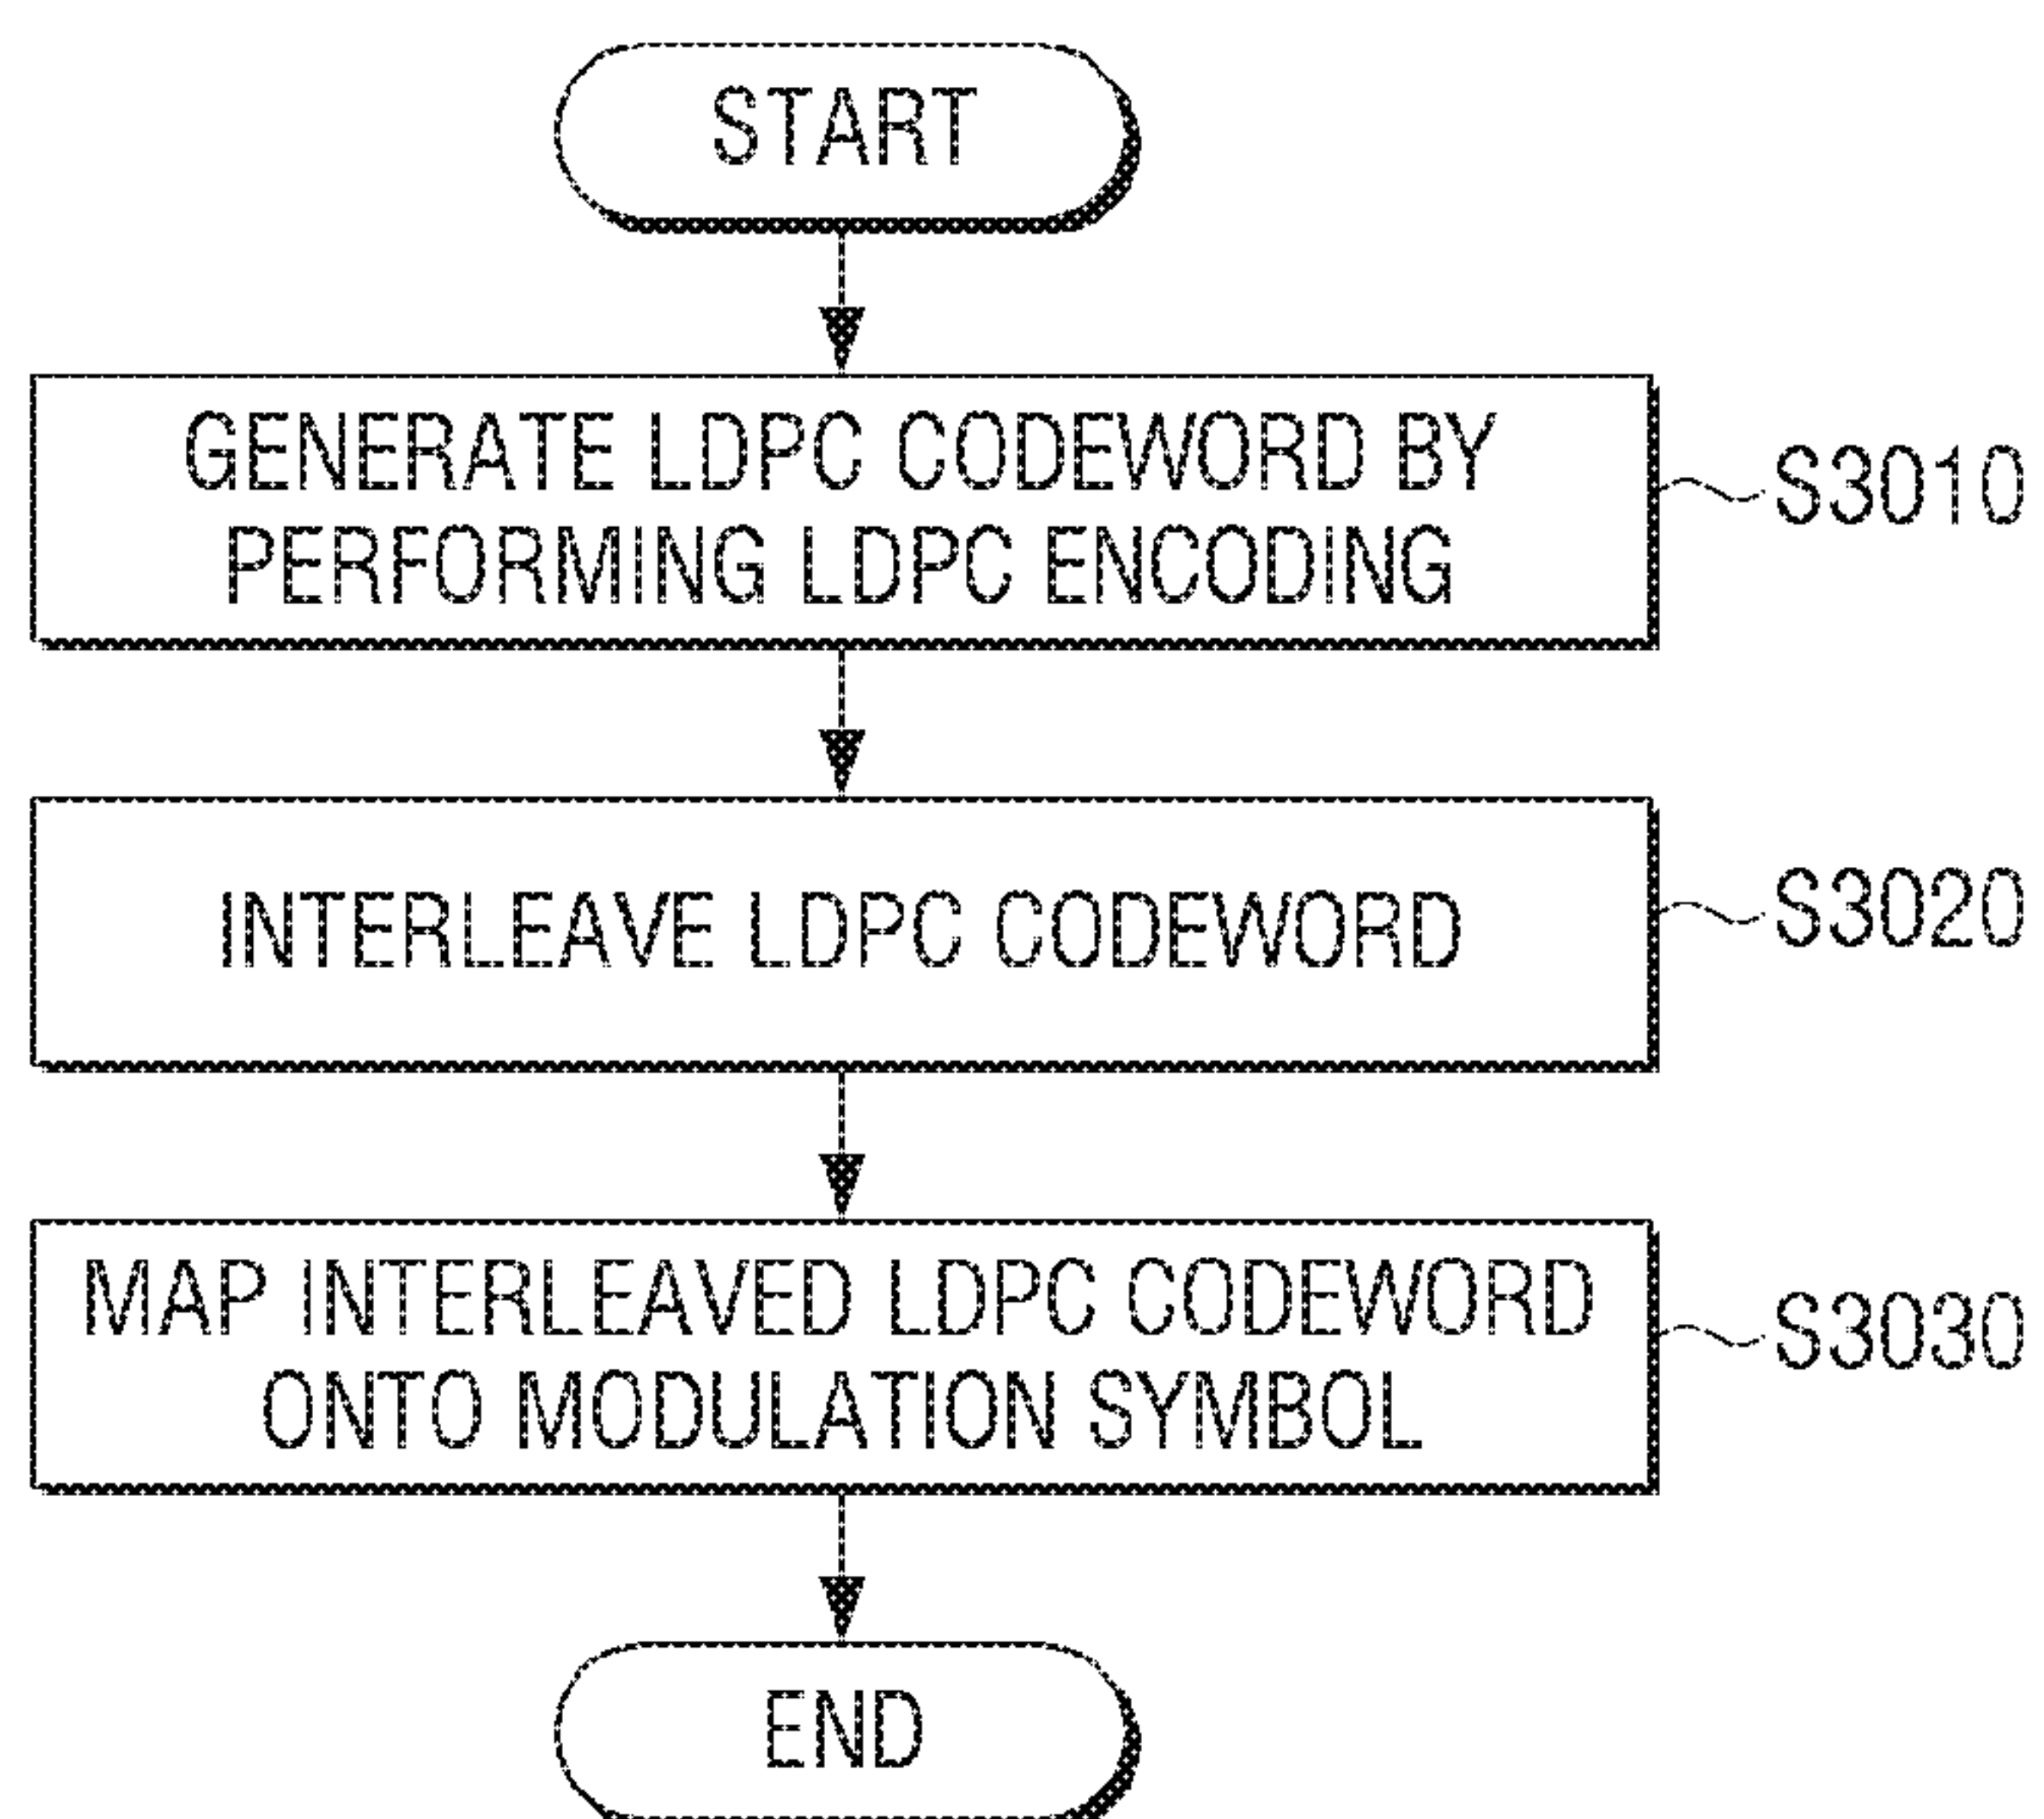 START
GENERATE LDPC CODEWORD BY
PERFORMING LDPC ENCODING
S3010
INTERLEAVE LDPC CODEWORD
S3020
MAP INTERLEAVED LDPC CODEWORD
ONTO MODULATION SYMBOL
S3030
END